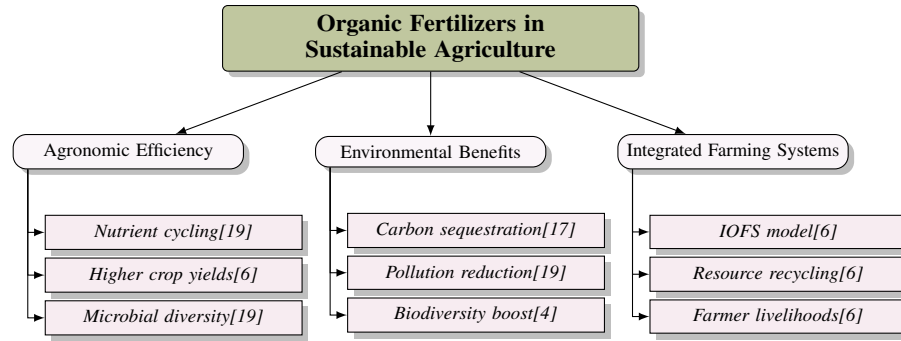 Organic Fertilizers in
Sustainable Agriculture
Agronomic Efficiency
Environmental Benefits
Integrated Farming Systems
Nutrient cycling[19]
Higher crop yields[6]
Microbial diversity[19]
Carbon sequestration[17]
Pollution reduction[19]
Biodiversity boost[4]
IOFS model[6]
Resource recycling[6]
Farmer livelihoods[6]